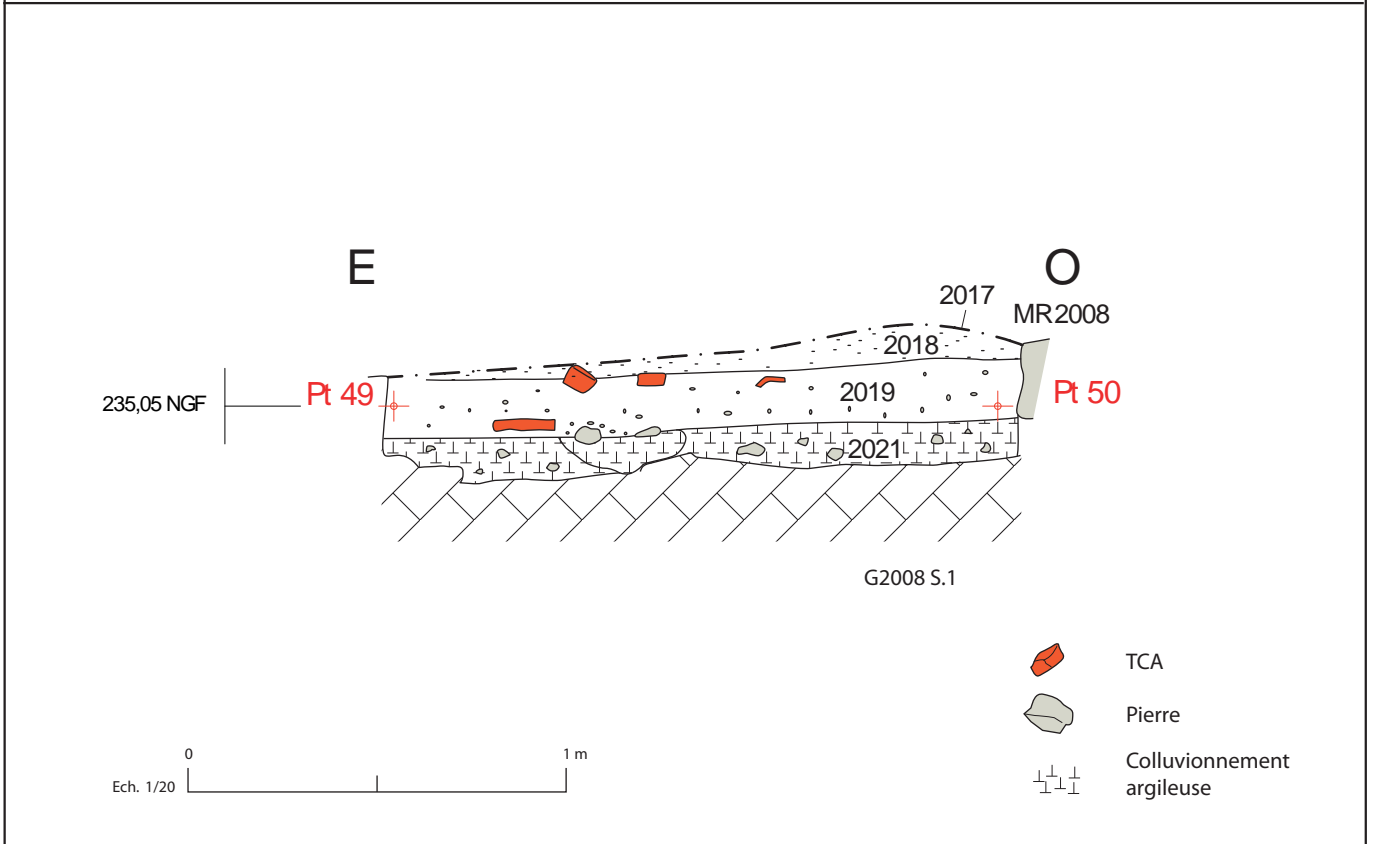 E
O
2017
MR2008
2018
Pt 49
2019
Pt 50
235,05 NGF
2021
G2008 S.1
TCA
Pierre
Colluvionnement
argileuse
0
1 m
Ech. 1/20